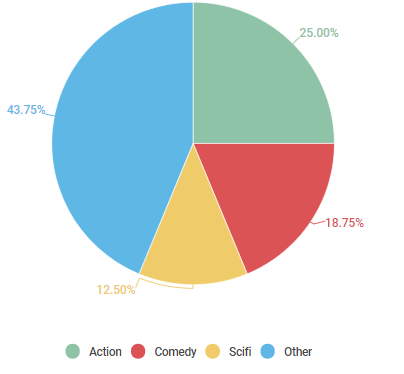 25.00%
43.75%
18.75%
12.50%
Action Comedy Scifi Other